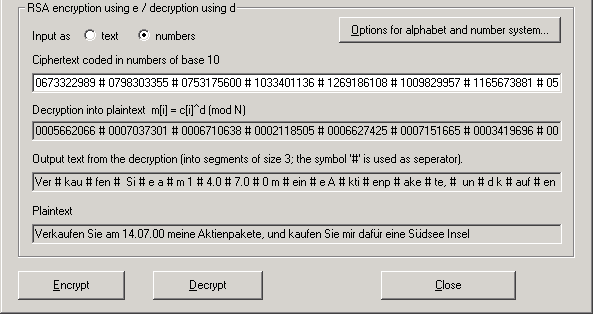 RSA encryption using e / decryption using d
Input as text numbers Options for alphabet and number system...
Ciphertext coded in numbers of base 10
0673322989 # 0798303355 # 0753175600 # 1033401136 # 1269186108 # 1009829957 # 1165673881 # 05
Decryption into plaintext m[i] = c[i]^d (mod N)
0005662066 # 0007037301 # 0006710638 # 0002118505 # 0006627425 # 0007151665 # 0003419696 # 00
Output text from the decryption (into segments of size 3; the symbol '#' is used as seperator).
Ver # kau # fen # Si # e a # m 1 # 4.0 # 7.0 # 0 m # ein # e A # kti # enp # ake # te, # un # d k # auf # en
Plaintext
Verkaufen Sie am 14.07.00 meine Aktienpakete, und kaufen Sie mir dafür eine Südsee Insel
Encrypt Decrypt Close